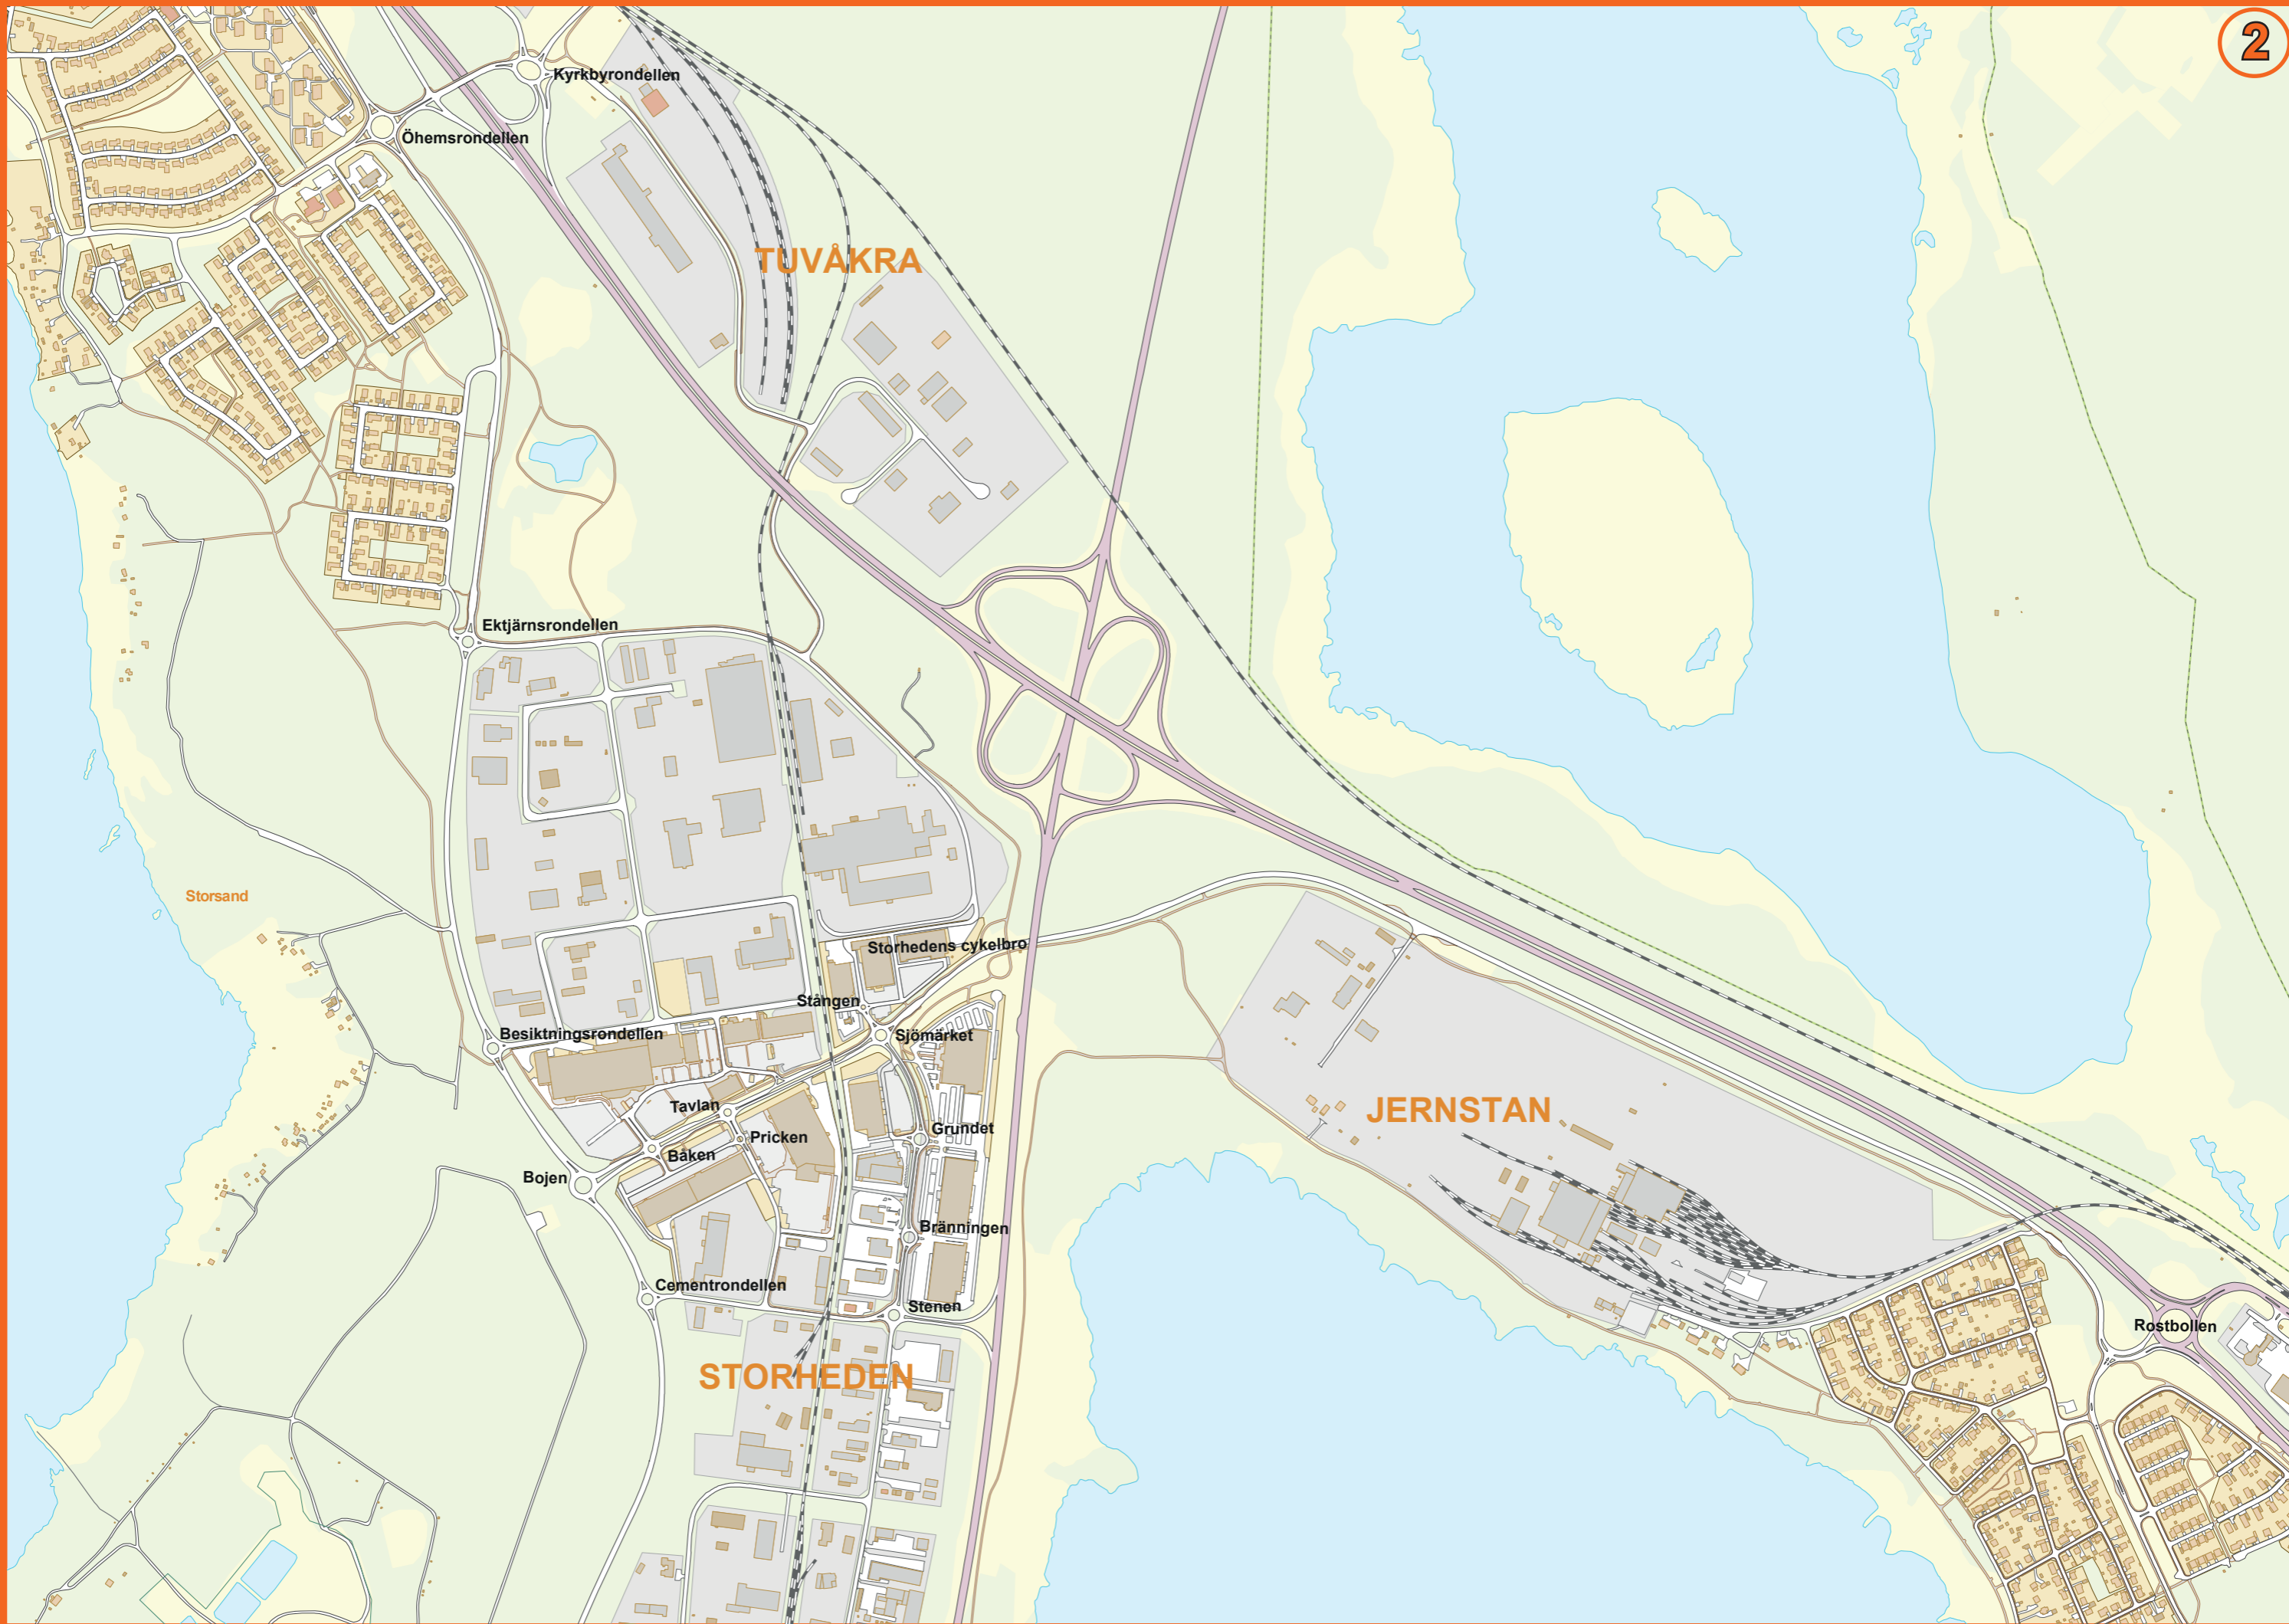 2
Kyrkbyrondellen
Öhemsrondellen
TUVÅKRA
Ektjärnsrondellen
Storsand
Storhedens cykelbro
Stången
Besiktningsrondellen
Sjömärket
Tavlan
JERNSTAN
Grundet
Pricken
Båken
Bojen
Bränningen
Cementrondellen
Stenen
Rostbollen
STORHEDEN